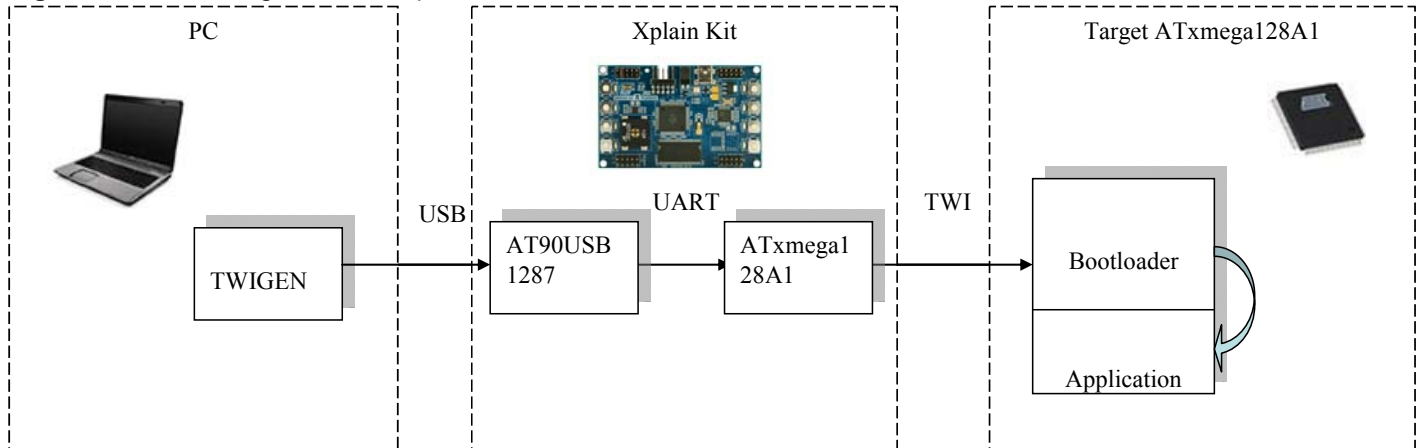 PC
Xplain Kit
Target ATxmega128A1
USB
UART
TWI
TWIGEN
AT90USB
1287
ATxmega1
28A1
Bootloader
Application